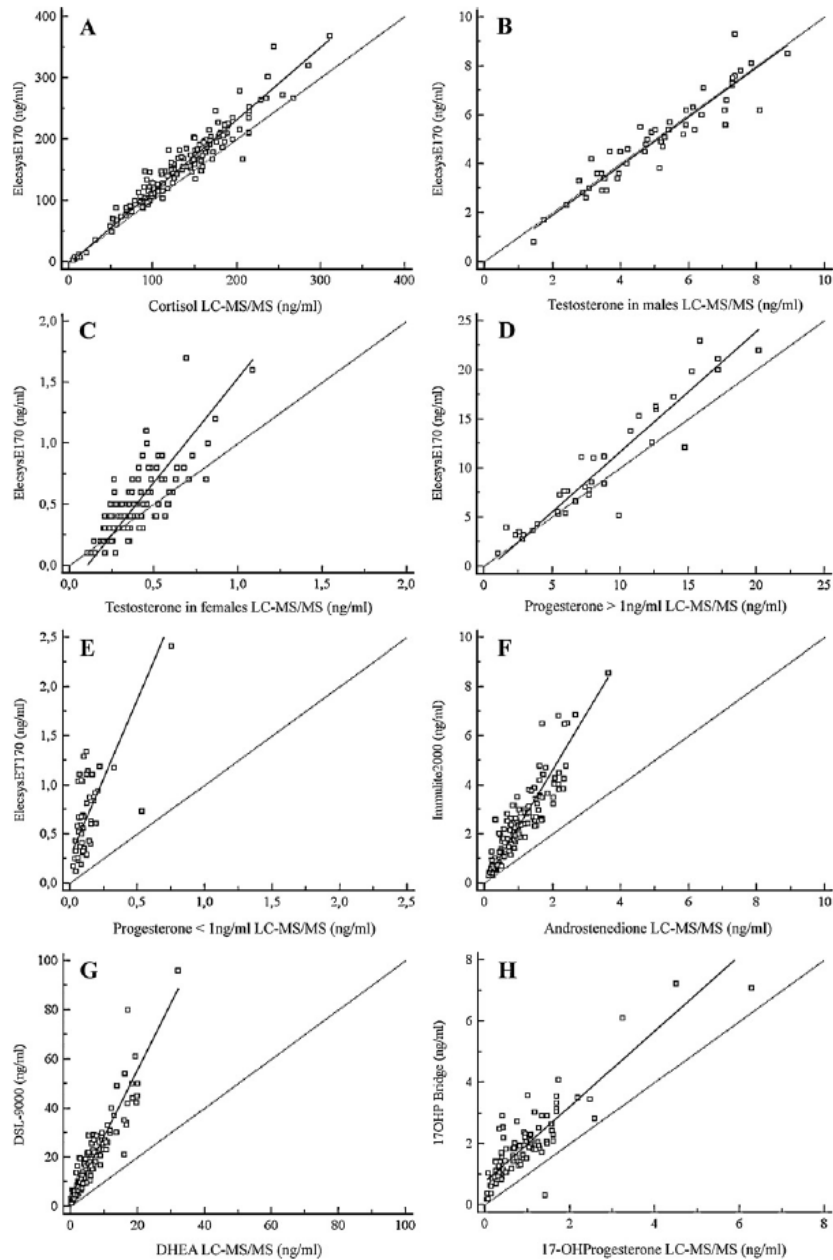 A
ElecsysE170 (ng/ml)
400
300
200
100
0
0 100 200 300 400
Cortisol LC-MS/MS (ng/ml)
B
ElecsysE170 (ng/ml)
10
8
6
4
2
0
0 2 4 6 8 10
Testosterone in males LC-MS/MS (ng/ml)
C
ElecsysE170 (ng/ml)
2,0
1,5
1,0
0,5
0,0
0,0 0,5 1,0 1,5 2,0
Testosterone in females LC-MS/MS (ng/ml)
D
ElecsysE170 (ng/ml)
25
20
15
10
5
0
0 5 10 15 20 25
Progesterone > 1ng/ml LC-MS/MS (ng/ml)
E
ElecsysET170 (ng/ml)
2,5
2,0
1,5
1,0
0,5
0,0
0,0 0,5 1,0 1,5 2,0 2,5
Progesterone < 1ng/ml LC-MS/MS (ng/ml)
F
Immulite2000 (ng/ml)
10
8
6
4
2
0
0 2 4 6 8 10
Androstenedione LC-MS/MS (ng/ml)
G
DSL-9000 (ng/ml)
100
80
60
40
20
0
0 20 40 60 80 100
DHEA LC-MS/MS (ng/ml)
H
17OHP Bridge (ng/ml)
8
6
4
2
0
0 2 4 6 8
17-OHProgesterone LC-MS/MS (ng/ml)